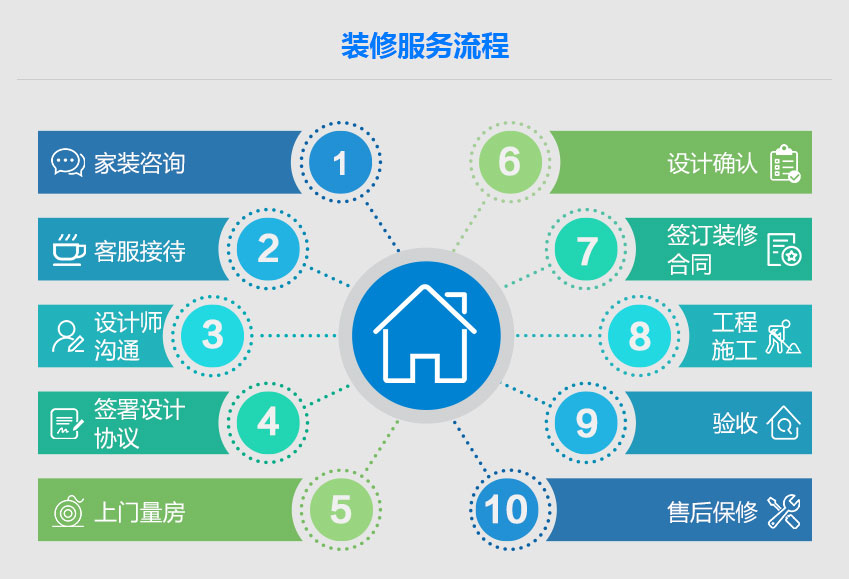 装修服务流程
家装咨询
1
客服接待
2
设计师
沟通
3
签署设计
协议
4
上门量房
5
6
设计确认
7
签订装修
合同
8
工程
施工
9
验收
10
售后保修